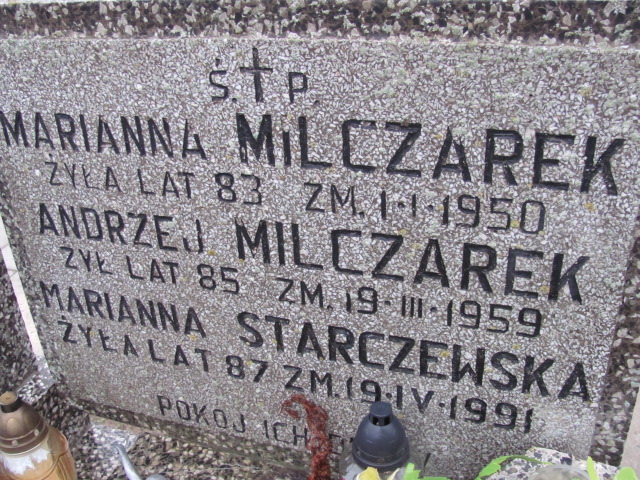 Ś. P.
MARIANNA MILCZAREK
ŻYŁA LAT 83 ZM. 1·1·1950
ANDRZEJ MILCZAREK
ŻYŁ LAT 85 ZM. 19·III·1959
MARIANNA STARCZEWSKA
ŻYŁA LAT 87 ZM. 19·IV·1991
POKÓJ ICH